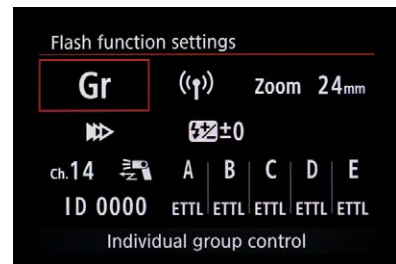 Flash function settings
Gr Zoom 24mm
±0
Ch.14 A B C D E
ID 0000 ETTL ETTL ETTL ETTL ETTL
Individual group control